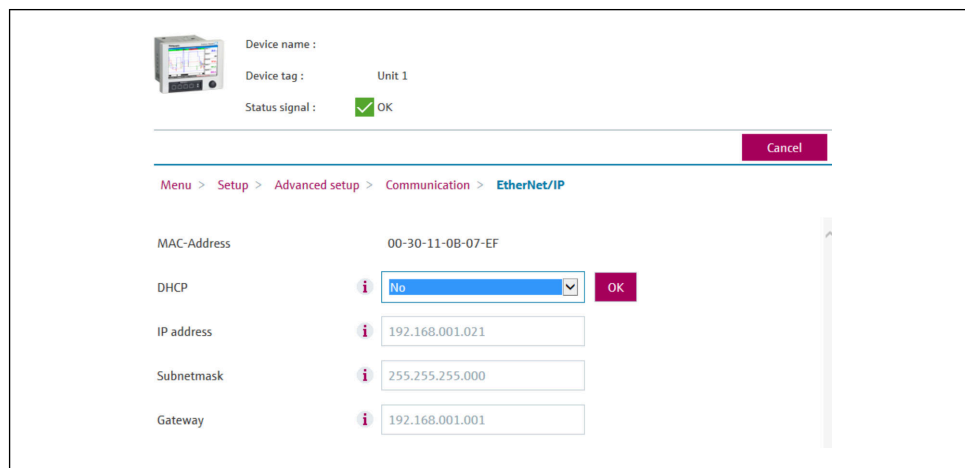 Device name :
Device tag : Unit 1
Status signal : OK
Cancel
Menu > Setup > Advanced setup > Communication > EtherNet/IP
MAC-Address 00-30-11-0B-07-EF
DHCP i No OK
IP address i 192.168.001.021
Subnetmask i 255.255.255.000
Gateway i 192.168.001.001